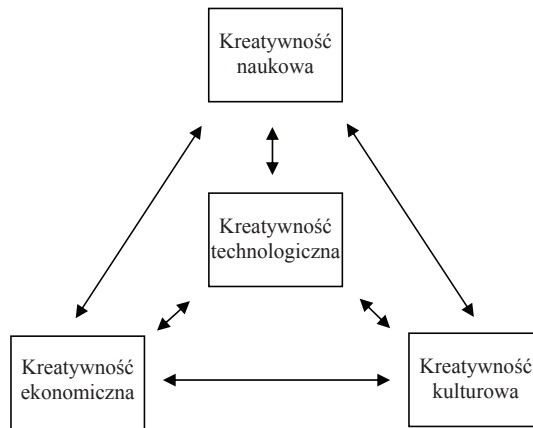 Kreatywność
naukowa
Kreatywność
technologiczna
Kreatywność
ekonomiczna
Kreatywność
kulturowa